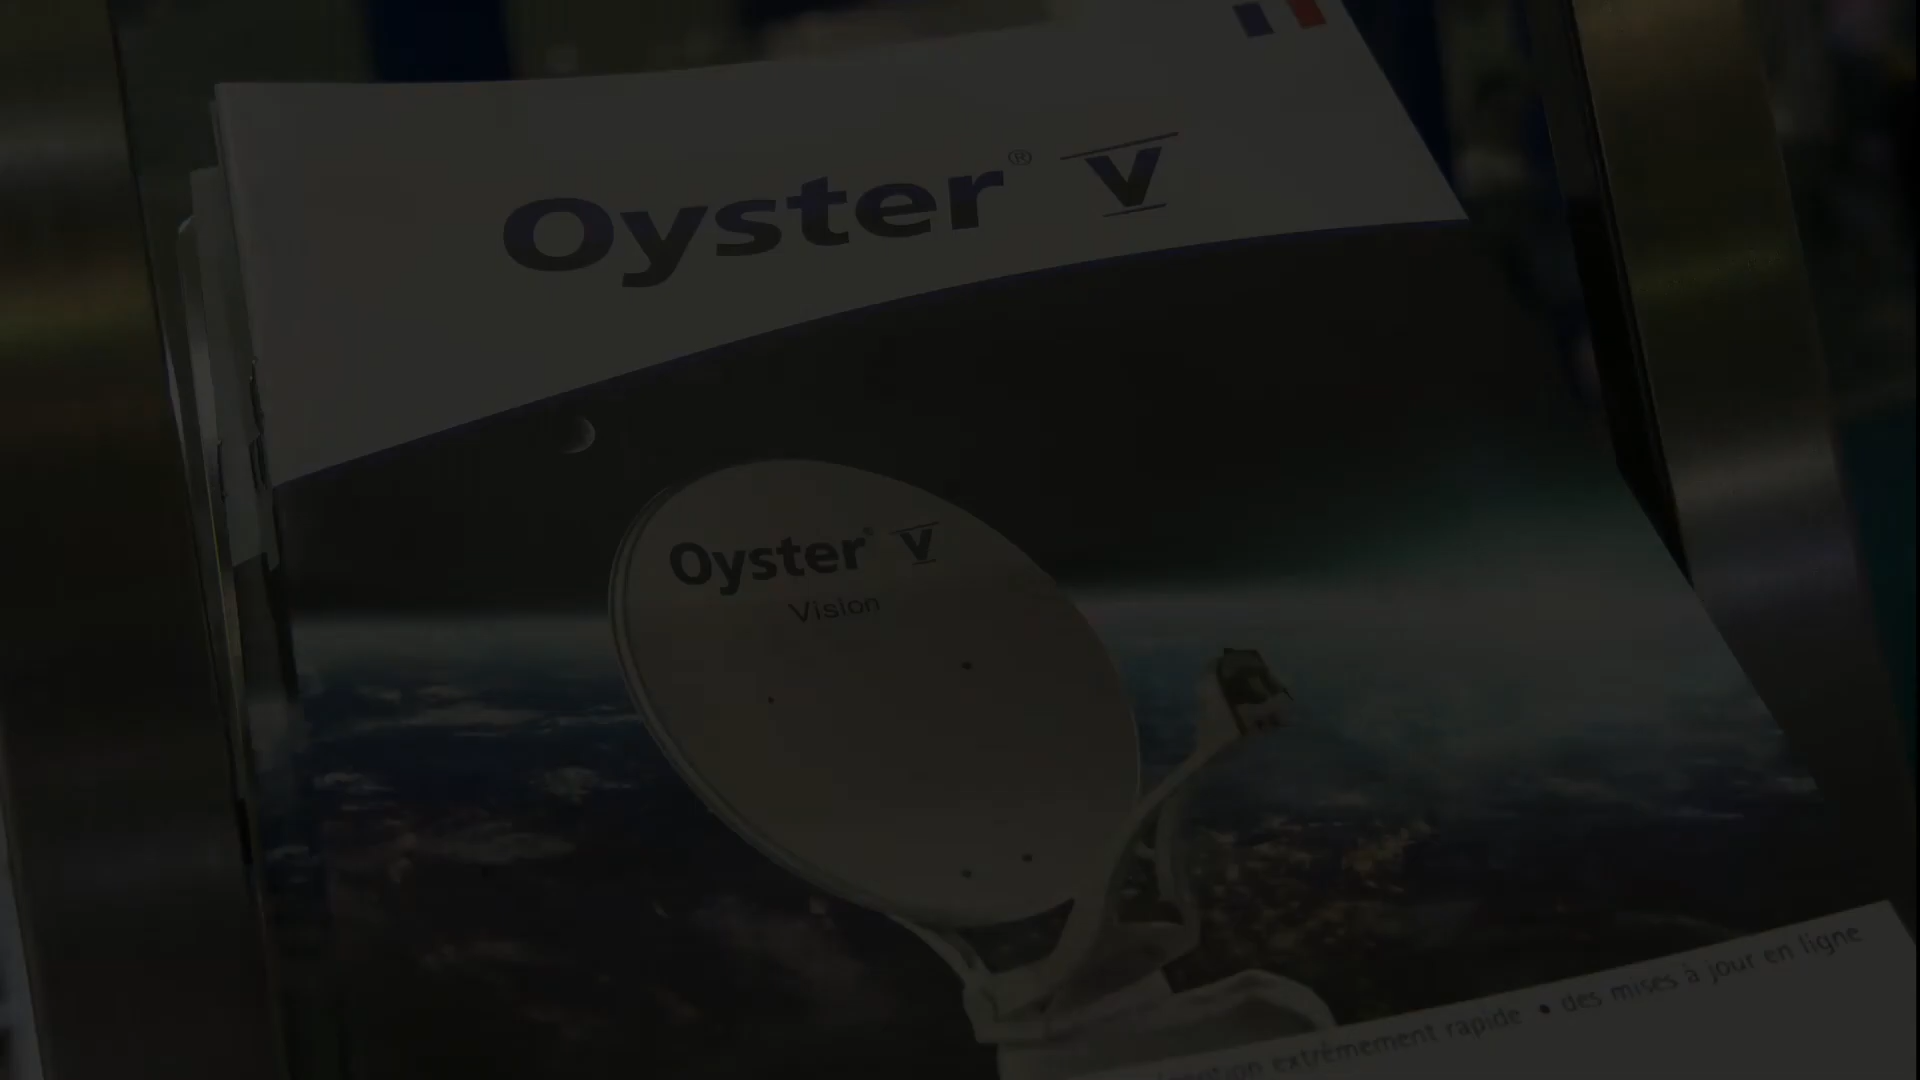 Oyster® V
Oyster® V
Vision
extrêmement rapide • des mises à jour en ligne